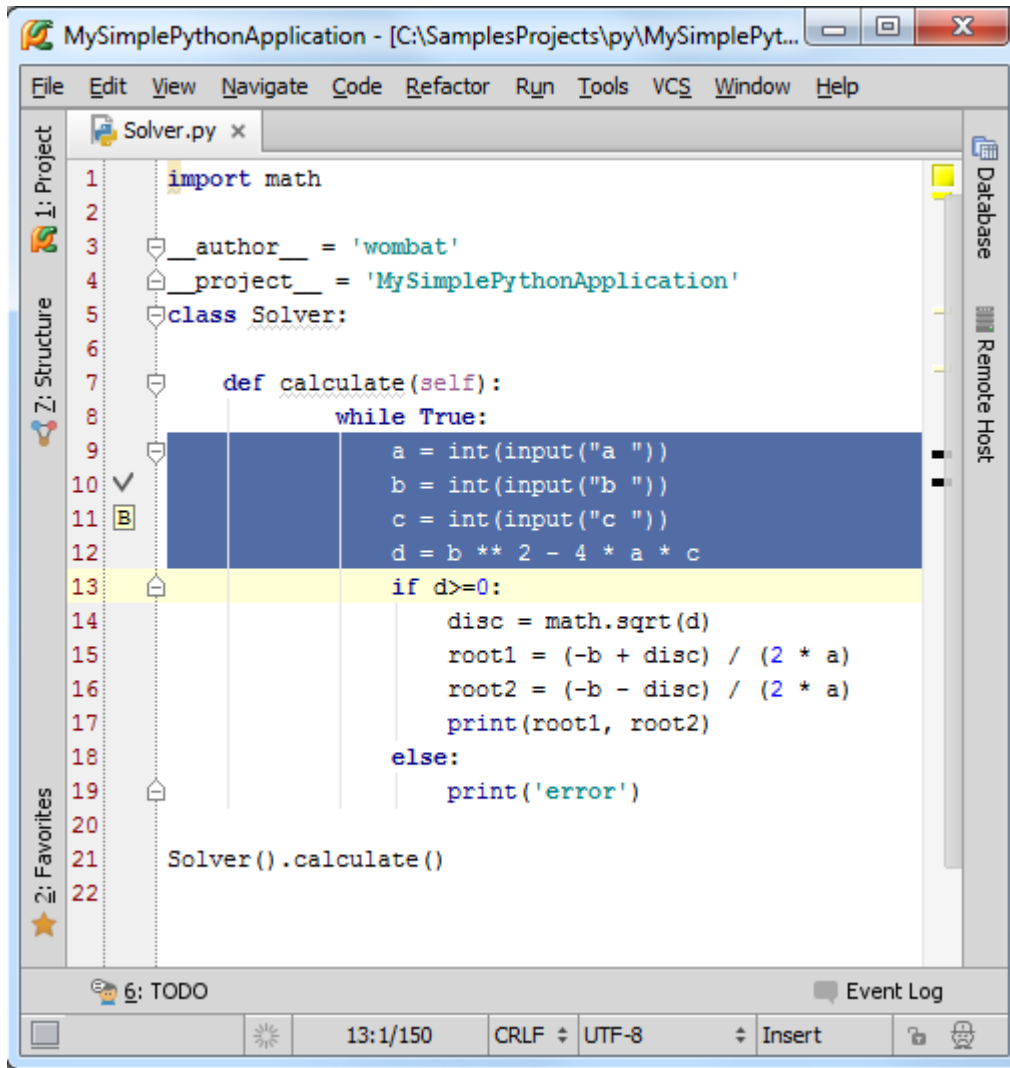 MySimplePythonApplication - [C:\SamplesProjects\py\MySimplePyt...
File Edit View Navigate Code Refactor Run Tools VCS Window Help
Solver.py
1: Project
7: Structure
2: Favorites
Database
Remote Host
1 import math
2
3 __author__ = 'wombat'
4 __project__ = 'MySimplePythonApplication'
5 class Solver:
6
7     def calculate(self):
8             while True:
9                 a = int(input("a "))
10                 b = int(input("b "))
11 B                 c = int(input("c "))
12                 d = b ** 2 - 4 * a * c
13                 if d>=0:
14                     disc = math.sqrt(d)
15                     root1 = (-b + disc) / (2 * a)
16                     root2 = (-b - disc) / (2 * a)
17                     print(root1, root2)
18                 else:
19                     print('error')
20
21 Solver().calculate()
22
6: TODO Event Log
13:1/150 CRLF UTF-8 Insert